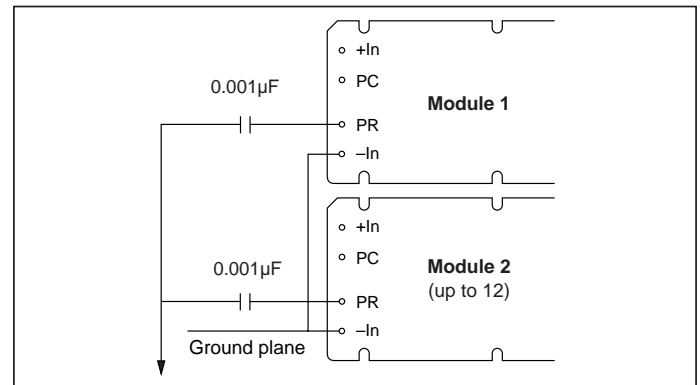 +In
PC
Module 1
0.001µF
PR
–In
+In
PC
Module 2
(up to 12)
0.001µF
PR
–In
Ground plane